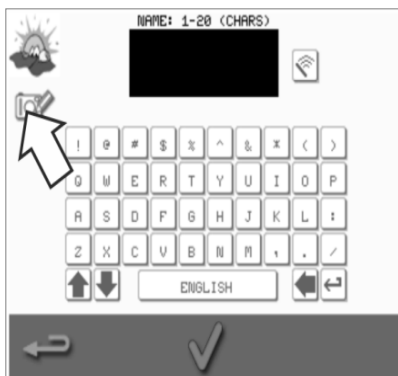 NAME: 1-20 (CHARS)
! @ # $ % ^ & * ( )
Q W E R T Y U I O P
A S D F G H J K L :
Z X C V B N M , . /
ENGLISH